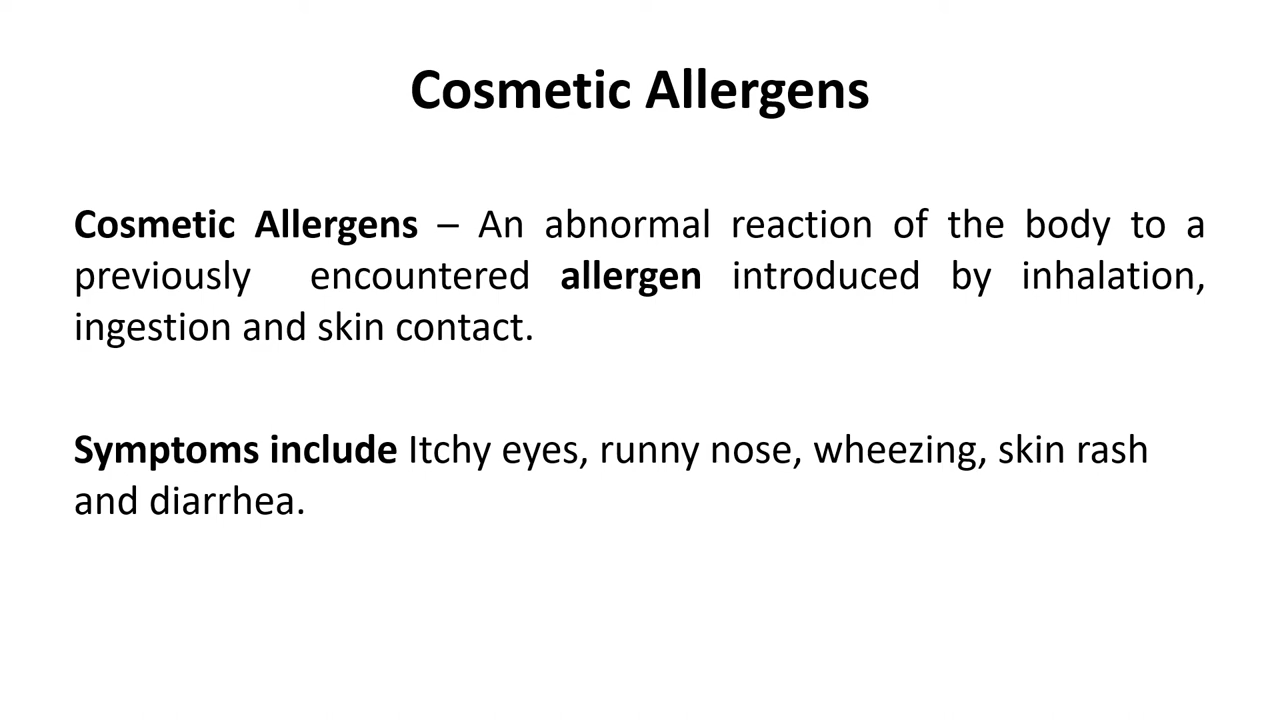 Cosmetic Allergens
Cosmetic Allergens – An abnormal reaction of the body to a
previously encountered allergen introduced by inhalation,
ingestion and skin contact.
Symptoms include Itchy eyes, runny nose, wheezing, skin rash
and diarrhea.